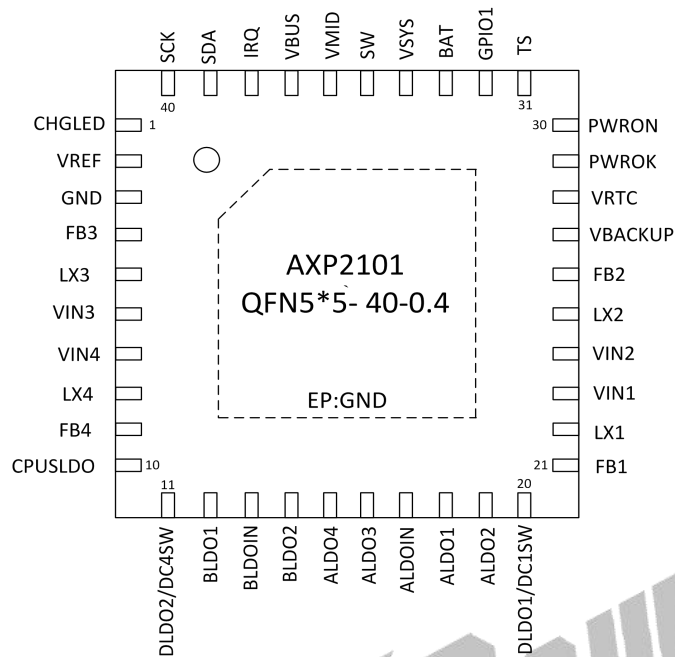 SCK
SDA
IRQ
VBUS
VMID
SW
VSYS
BAT
GPIO1
TS
40
31
CHGLED
1
30
PWRON
VREF
PWROK
GND
VRTC
FB3
VBACKUP
LX3
FB2
VIN3
LX2
VIN4
VIN2
LX4
VIN1
FB4
LX1
CPUSLDO
10
21
FB1
AXP2101
QFN5*5- 40-0.4
EP:GND
11
20
DLDO2/DC4SW
BLDO1
BLDOIN
BLDO2
ALDO4
ALDO3
ALDOIN
ALDO1
ALDO2
DLDO1/DC1SW